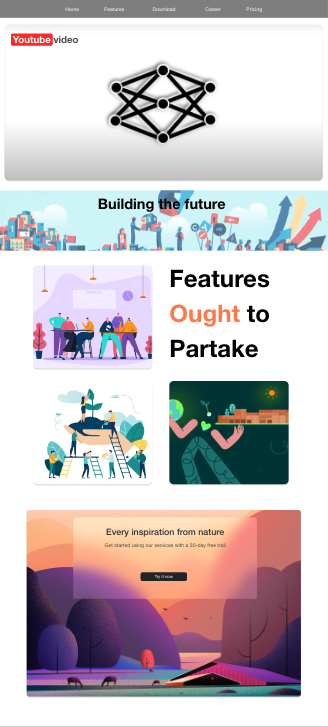 Home Features Download Career Pricing
Youtube video
Building the future
Features
Ought to
Partake
Every inspiration from nature
Get started using our services with a 30-day free trail
Try it now